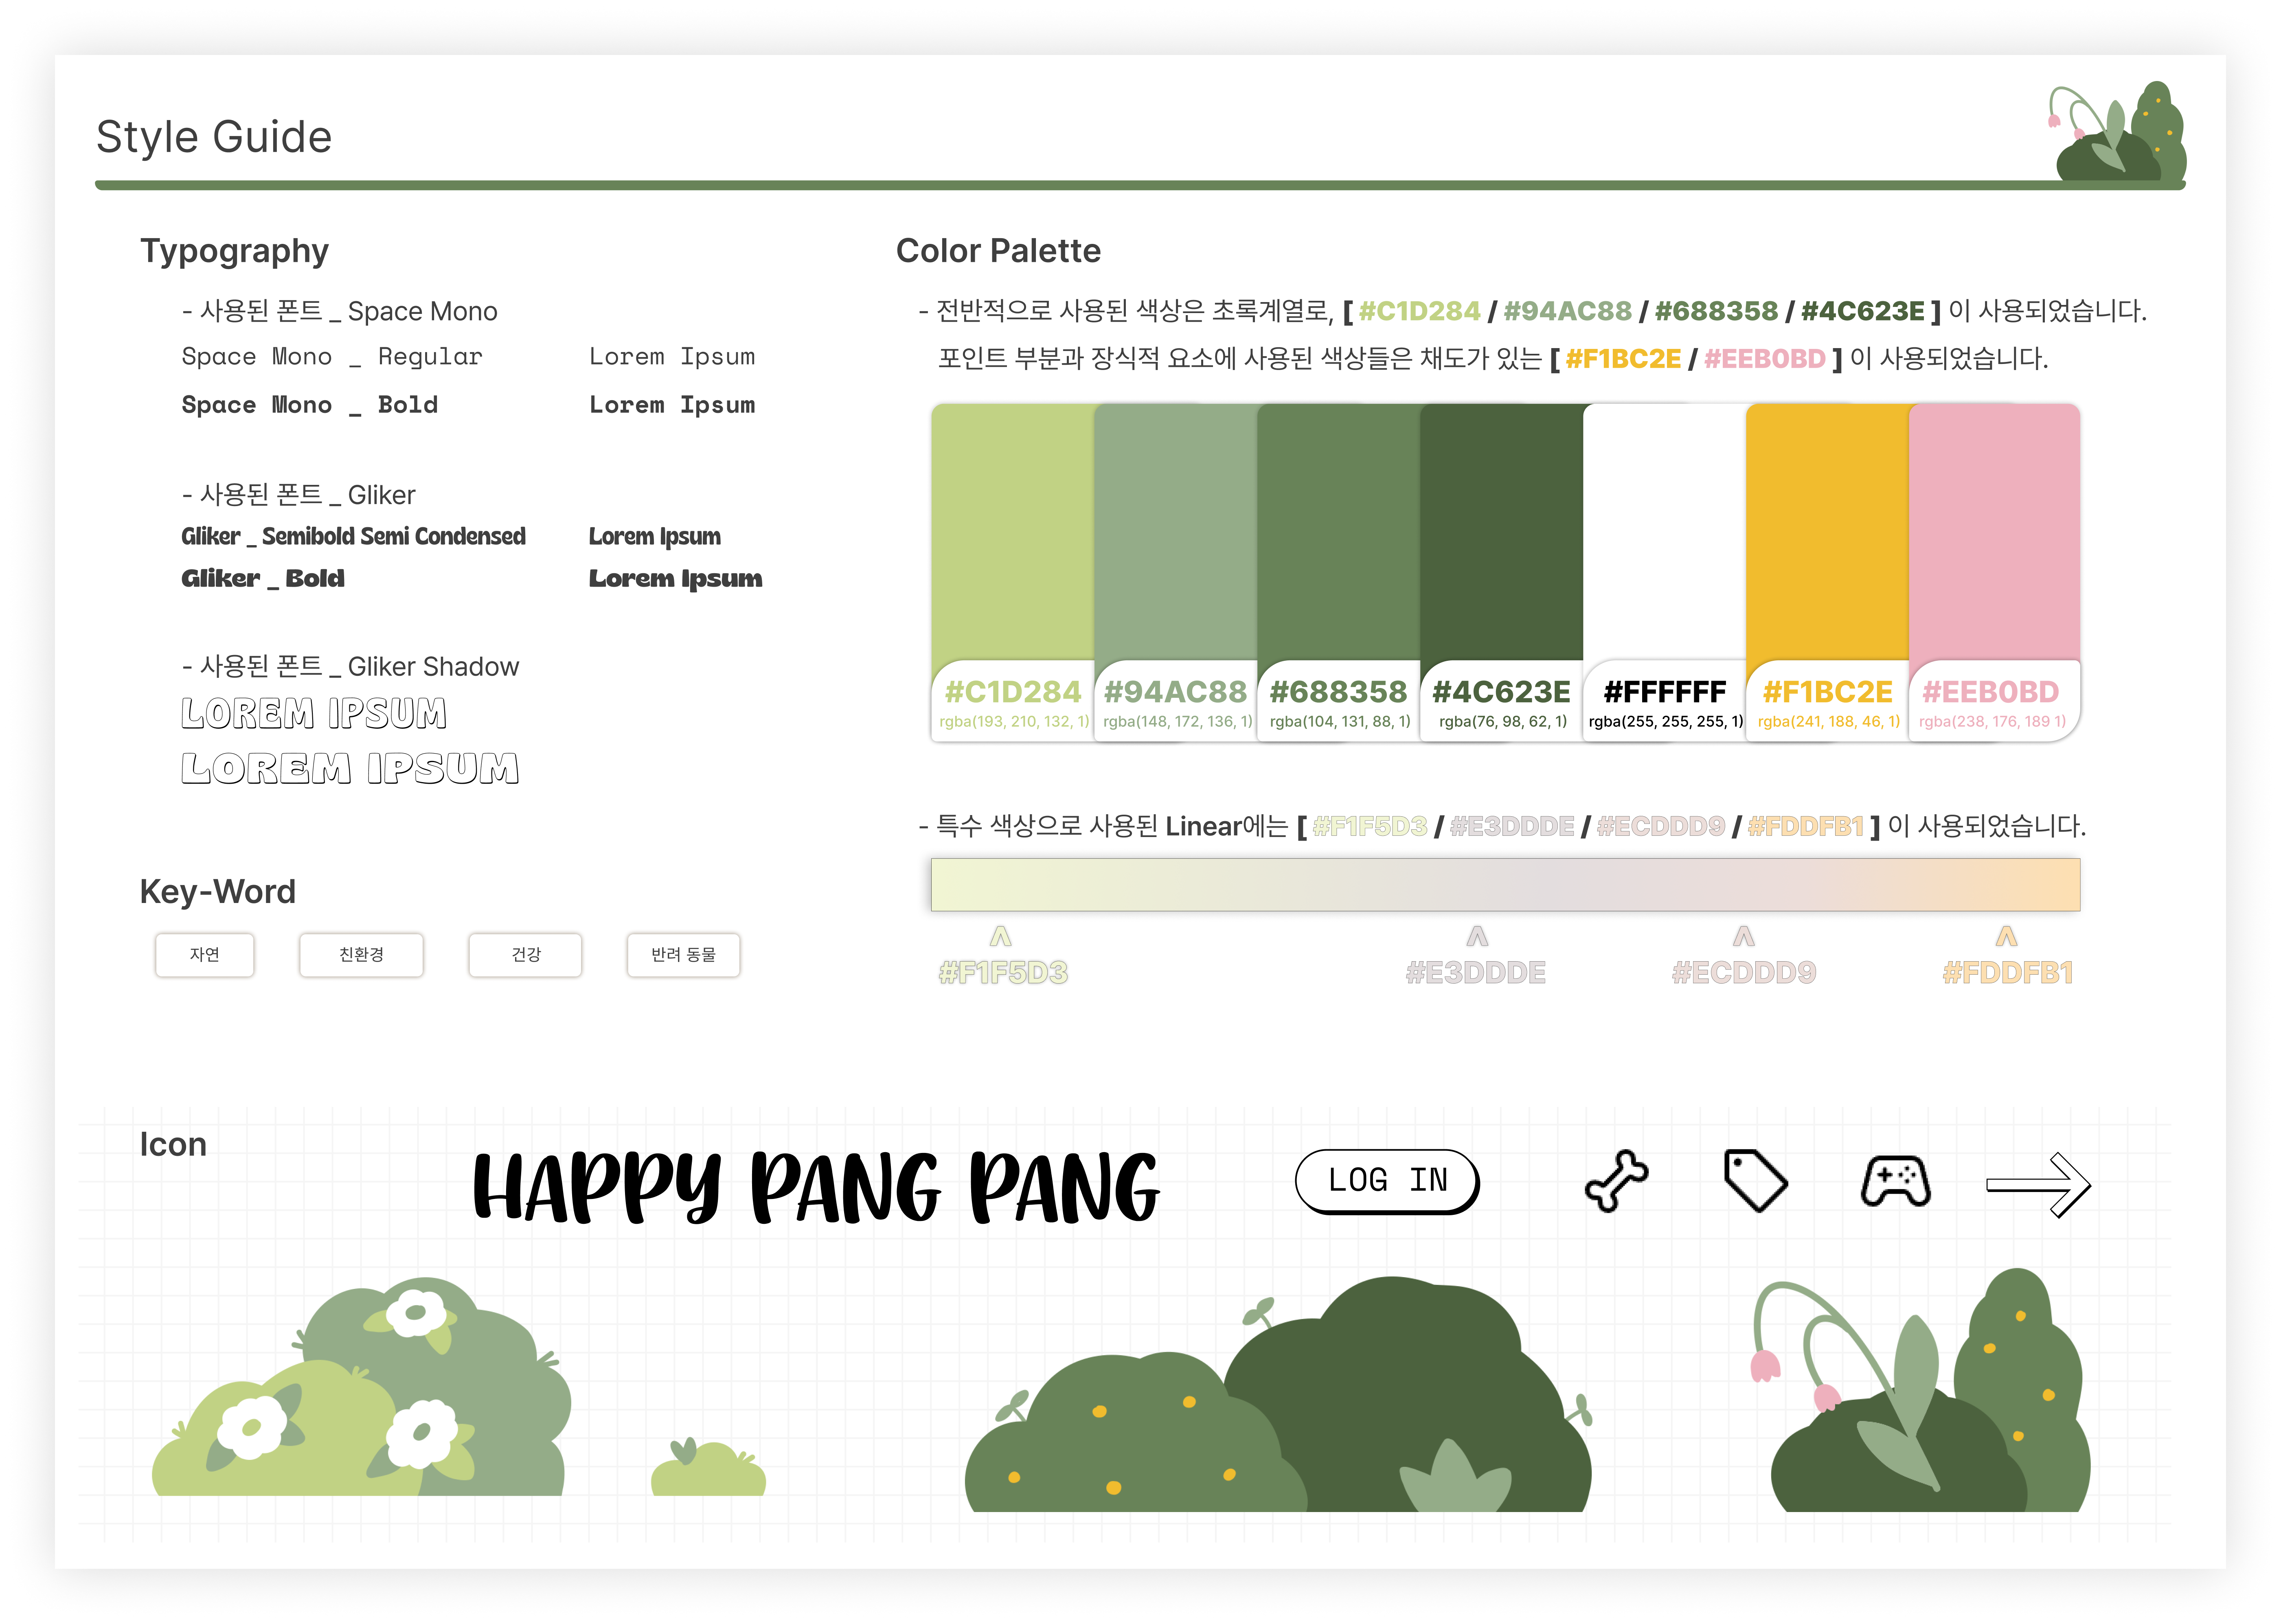 Style Guide
Typography
- 사용된 폰트 _ Space Mono
Space Mono _ Regular Lorem Ipsum
Space Mono _ Bold Lorem Ipsum
- 사용된 폰트 _ Gliker
Gliker _ Semibold Semi Condensed Lorem Ipsum
Gliker _ Bold Lorem Ipsum
- 사용된 폰트 _ Gliker Shadow
LOREM IPSUM
LOREM IPSUM
Key-Word
자연 친환경 건강 반려 동물
Color Palette
- 전반적으로 사용된 색상은 초록계열로, [ #C1D284 / #94AC88 / #688358 / #4C623E ] 이 사용되었습니다.
포인트 부분과 장식적 요소에 사용된 색상들은 채도가 있는 [ #F1BC2E / #EEB0BD ] 이 사용되었습니다.
#C1D284 #94AC88 #688358 #4C623E #FFFFFF #F1BC2E #EEB0BD
rgba(193, 210, 132, 1) rgba(148, 172, 136, 1) rgba(104, 131, 88, 1) rgba(76, 98, 62, 1) rgba(255, 255, 255, 1) rgba(241, 188, 46, 1) rgba(238, 176, 189 1)
- 특수 색상으로 사용된 Linear에는 [ #F1F5D3 / #E3DDDE / #ECDDD9 / #FDDFB1 ] 이 사용되었습니다.
#F1F5D3 #E3DDDE #ECDDD9 #FDDFB1
Icon
HAPPY PANG PANG
LOG IN